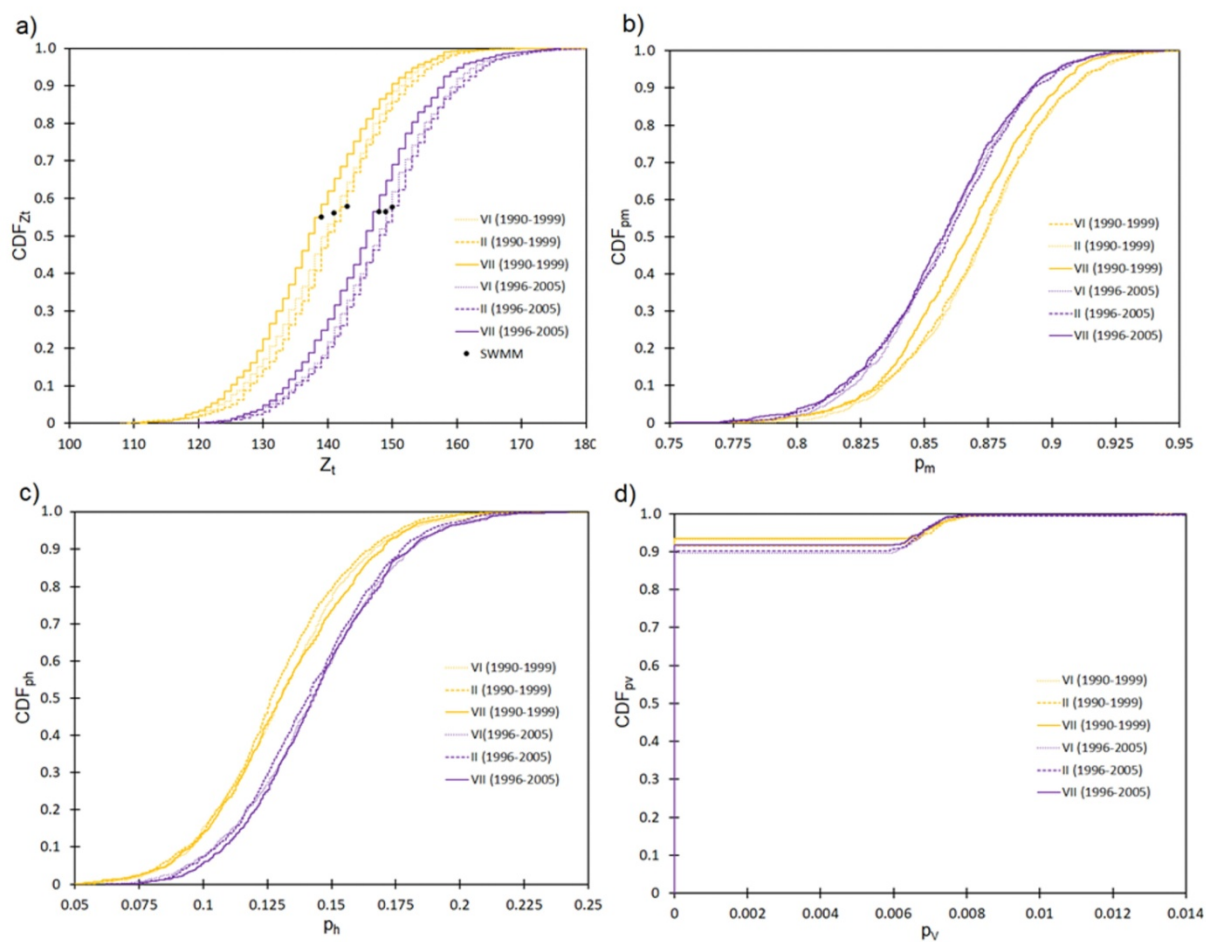 a)
1.0
0.9
0.8
0.7
0.6
0.5
0.4
0.3
0.2
0.1
0
CDFZt
VI (1990-1999)
II (1990-1999)
VII (1990-1999)
VI (1996-2005)
II (1996-2005)
VII (1996-2005)
SWMM
100 110 120 130 140 150 160 170 180
Zt
b)
1.0
0.9
0.8
0.7
0.6
0.5
0.4
0.3
0.2
0.1
0
CDFpm
VI (1990-1999)
II (1990-1999)
VII (1990-1999)
VI (1996-2005)
II (1996-2005)
VII (1996-2005)
0.75 0.775 0.8 0.825 0.85 0.875 0.9 0.925 0.95
pm
c)
1.0
0.9
0.8
0.7
0.6
0.5
0.4
0.3
0.2
0.1
0
CDFph
VI (1990-1999)
II (1990-1999)
VII (1990-1999)
VI(1996-2005)
II (1996-2005)
VII (1996-2005)
0.05 0.075 0.1 0.125 0.15 0.175 0.2 0.225 0.25
ph
d)
1.0
0.9
0.8
0.7
0.6
0.5
0.4
0.3
0.2
0.1
0
CDFpv
VI (1990-1999)
II (1990-1999)
VII (1990-1999)
VI (1996-2005)
II (1996-2005)
VII (1996-2005)
0 0.002 0.004 0.006 0.008 0.01 0.012 0.014
pv